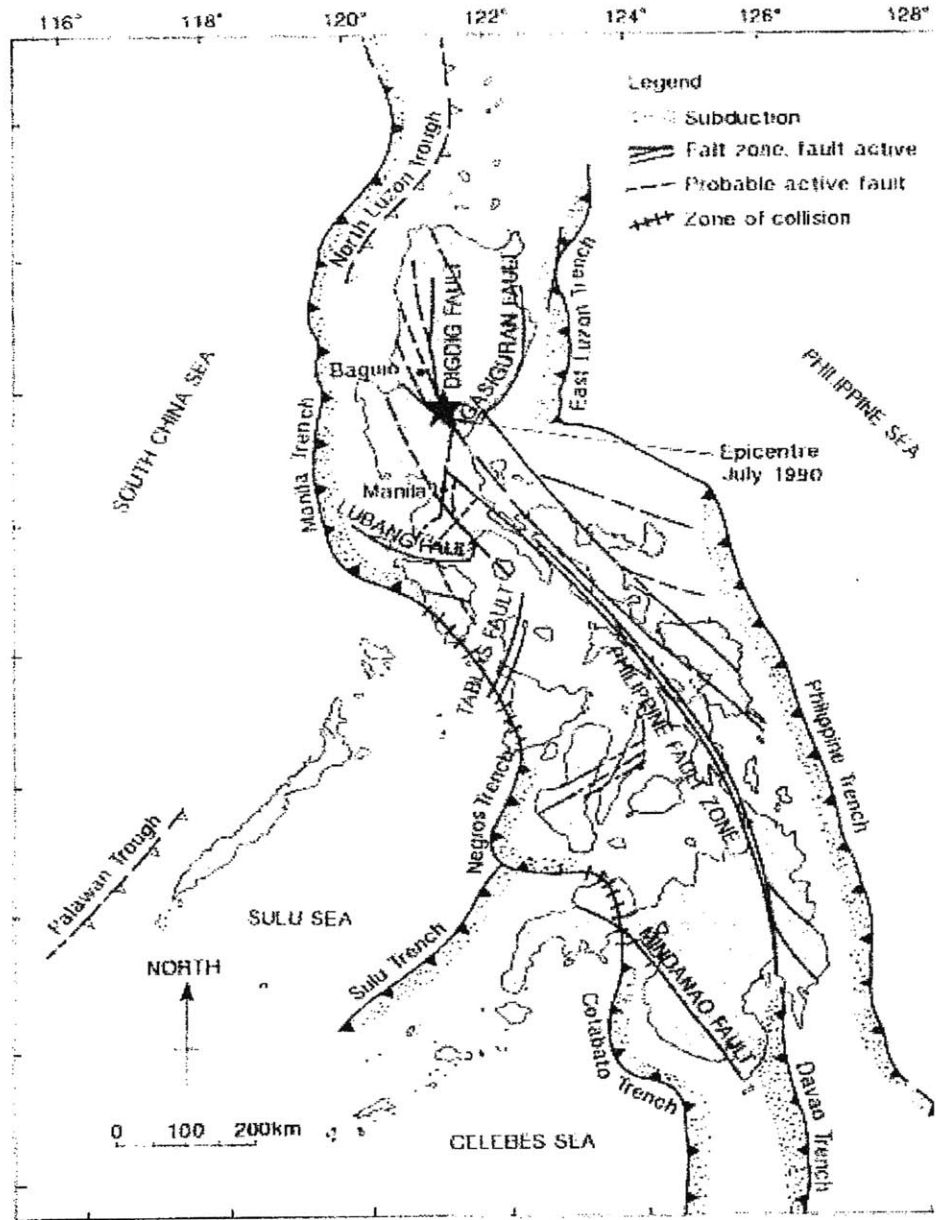 116° 118° 120° 122° 124° 126° 128°
Legend
Subduction
Falt zone, fault active
Probable active fault
Zone of collision
North Luzon Trough
East Luzon Trench
DIGDIG FAULT
GASIGURAN FAULT
Baguio
SOUTH CHINA SEA
PHILIPPINE SEA
Manila Trench
Epicentre
July 1990
Manila
LUBANG FAULT
TABLAS FAULT
PHILIPPINE FAULT ZONE
Philippine Trench
Negros Trench
Palawan Trough
SULU SEA
NORTH
Sulu Trench
MINDANAO FAULT
Cotabato
Trench
Davao Trench
0 100 200km
CELEBES SEA